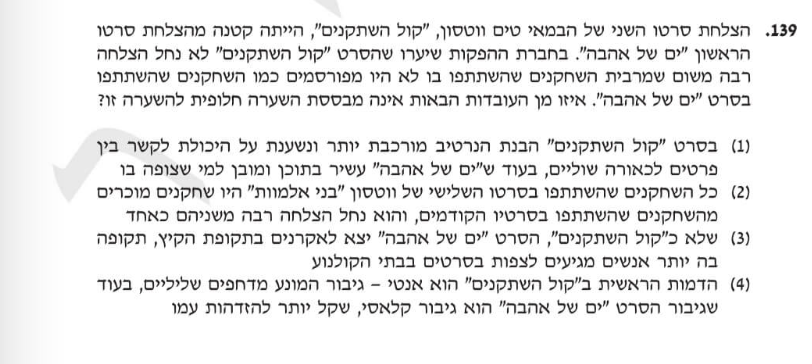 139. הצלחת סרטו השני של הבמאי טים ווטסון, "קול השתקנים", הייתה קטנה מהצלחת סרטו
הראשון "ים של אהבה". בחברת ההפקות שיערו שהסרט "קול השתקנים" לא נחל הצלחה
רבה משום שמרבית השחקנים שהשתתפו בו לא היו מפורסמים כמו השחקנים שהשתתפו
בסרט "ים של אהבה". איזו מן העובדות הבאות אינה מבססת השערה חלופית להשערה זו?
(1) בסרט "קול השתקנים" הבנת הנרטיב מורכבת יותר ונשענת על היכולת לקשר בין
פרטים לכאורה שוליים, בעוד ש"ים של אהבה" עשיר בתוכן ומובן למי שצופה בו
(2) כל השחקנים שהשתתפו בסרטו השלישי של ווטסון "בני אלמוות" היו שחקנים מוכרים
מהשחקנים שהשתתפו בסרטיו הקודמים, והוא נחל הצלחה רבה משניהם כאחד
(3) שלא כ"קול השתקנים", הסרט "ים של אהבה" יצא לאקרנים בתקופת הקיץ, תקופה
בה יותר אנשים מגיעים לצפות בסרטים בבתי הקולנוע
(4) הדמות הראשית ב"קול השתקנים" הוא אנטי – גיבור המונע מדחפים שליליים, בעוד
שגיבור הסרט "ים של אהבה" הוא גיבור קלאסי, שקל יותר להזדהות עמו